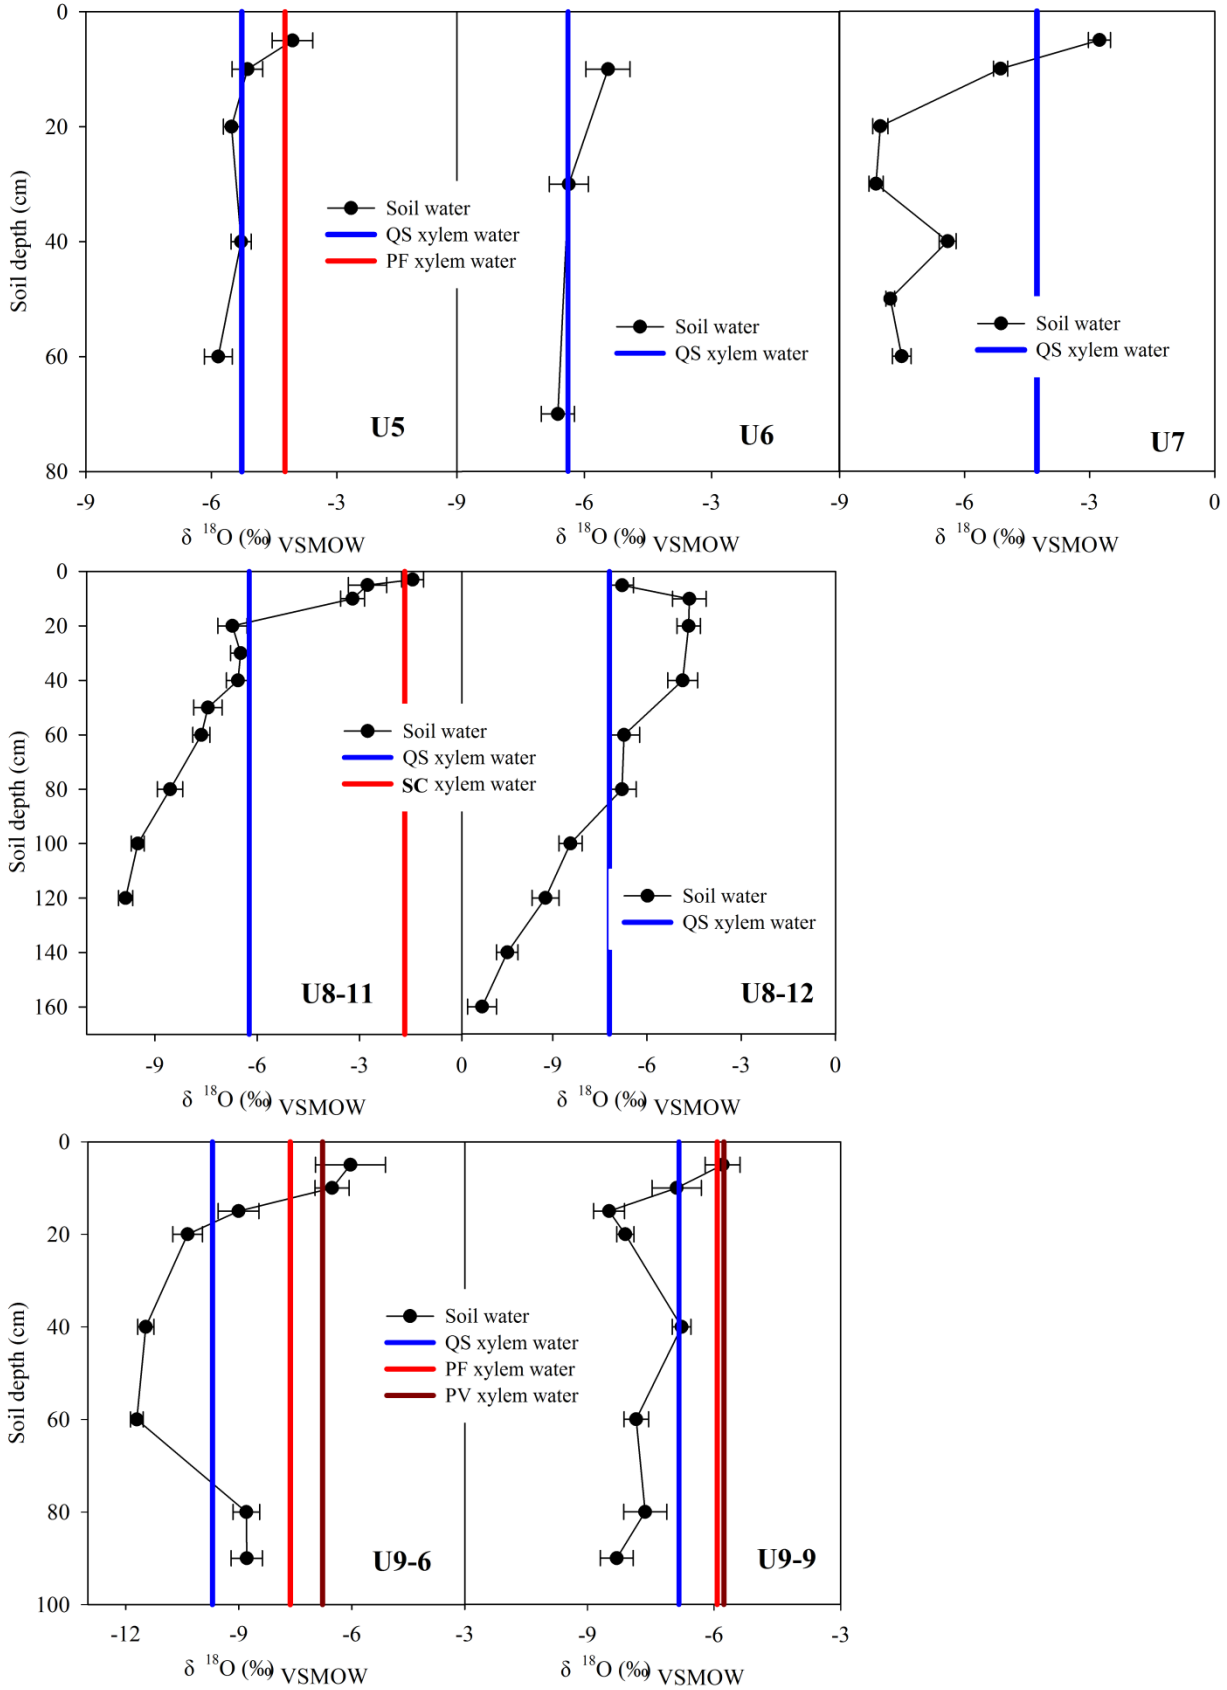 0
20
40
60
80
Soil depth (cm)
Soil water
QS xylem water
PF xylem water
U5
Soil water
QS xylem water
U6
Soil water
QS xylem water
U7
-9 -6 -3 -9 -6 -3 -9 -6 -3 0
δ 18O (‰) VSMOW δ 18O (‰) VSMOW δ 18O (‰) VSMOW
0
20
40
60
80
100
120
140
160
Soil depth (cm)
Soil water
QS xylem water
SC xylem water
U8-11
Soil water
QS xylem water
U8-12
-9 -6 -3 0 -9 -6 -3 0
δ 18O (‰) VSMOW δ 18O (‰) VSMOW
0
20
40
60
80
100
Soil depth (cm)
Soil water
QS xylem water
PF xylem water
PV xylem water
U9-6
U9-9
-12 -9 -6 -3 -9 -6 -3
δ 18O (‰) VSMOW δ 18O (‰) VSMOW